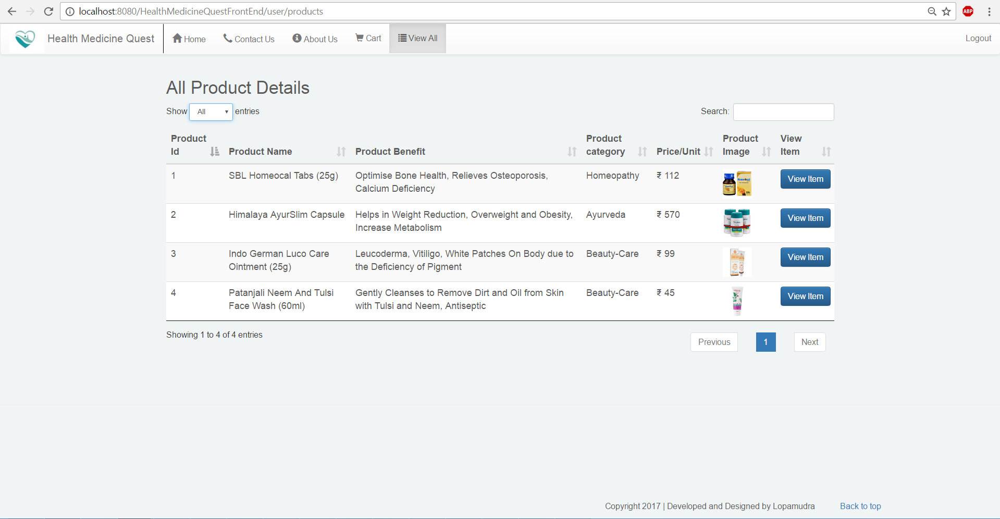 localhost:8080/HealthMedicineQuestFrontEnd/user/products
ABP
Health Medicine Quest
Home
Contact Us
About Us
Cart
View All
Logout
All Product Details
Show All entries
Search:
Product Id
Product Name
Product Benefit
Product category
Price/Unit
Product Image
View Item
1
SBL Homeocal Tabs (25g)
Optimise Bone Health, Relieves Osteoporosis,
Calcium Deficiency
Homeopathy
₹ 112
View Item
2
Himalaya AyurSlim Capsule
Helps in Weight Reduction, Overweight and Obesity,
Increase Metabolism
Ayurveda
₹ 570
View Item
3
Indo German Luco Care
Ointment (25g)
Leucoderma, Vitiligo, White Patches On Body due to
the Deficiency of Pigment
Beauty-Care
₹ 99
View Item
4
Patanjali Neem And Tulsi
Face Wash (60ml)
Gently Cleanses to Remove Dirt and Oil from Skin
with Tulsi and Neem, Antiseptic
Beauty-Care
₹ 45
View Item
Showing 1 to 4 of 4 entries
Previous
1
Next
Copyright 2017 | Developed and Designed by Lopamudra
Back to top